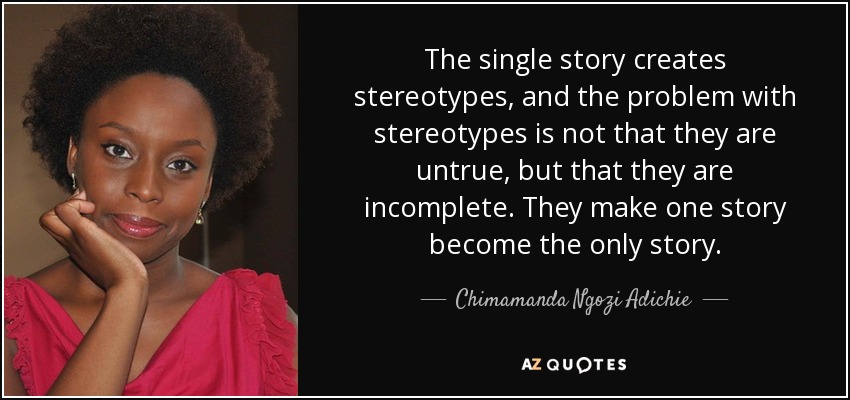 The single story creates
stereotypes, and the problem with
stereotypes is not that they are
untrue, but that they are
incomplete. They make one story
become the only story.
Chimamanda Ngozi Adichie
AZ QUOTES